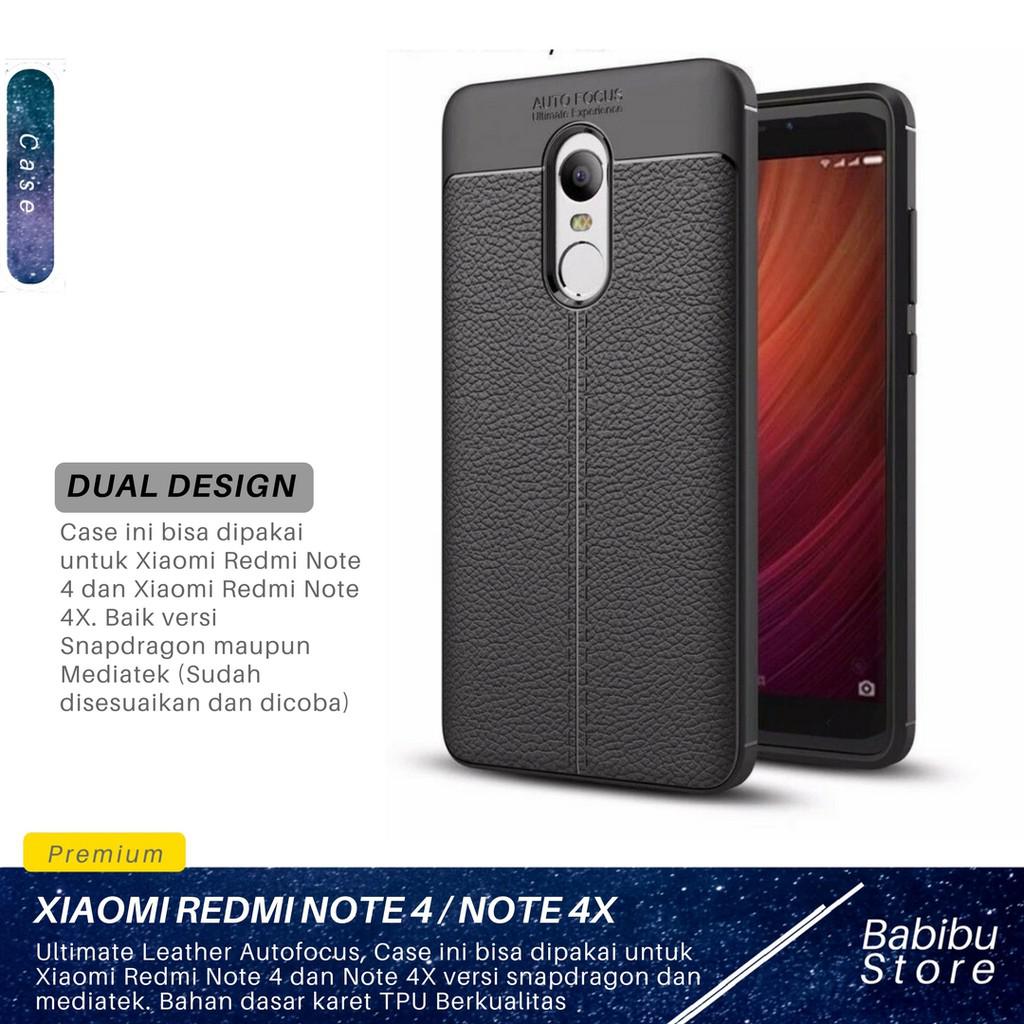 Case
AUTO FOCUS
Ultimate Experience
DUAL DESIGN
Case ini bisa dipakai
untuk Xiaomi Redmi Note
4 dan Xiaomi Redmi Note
4X. Baik versi
Snapdragon maupun
Mediatek (Sudah
disesuaikan dan dicoba)
Premium
XIAOMI REDMI NOTE 4 / NOTE 4X
Ultimate Leather Autofocus, Case ini bisa dipakai untuk
Xiaomi Redmi Note 4 dan Note 4X versi snapdragon dan
mediatek. Bahan dasar karet TPU Berkualitas
Babibu
Store